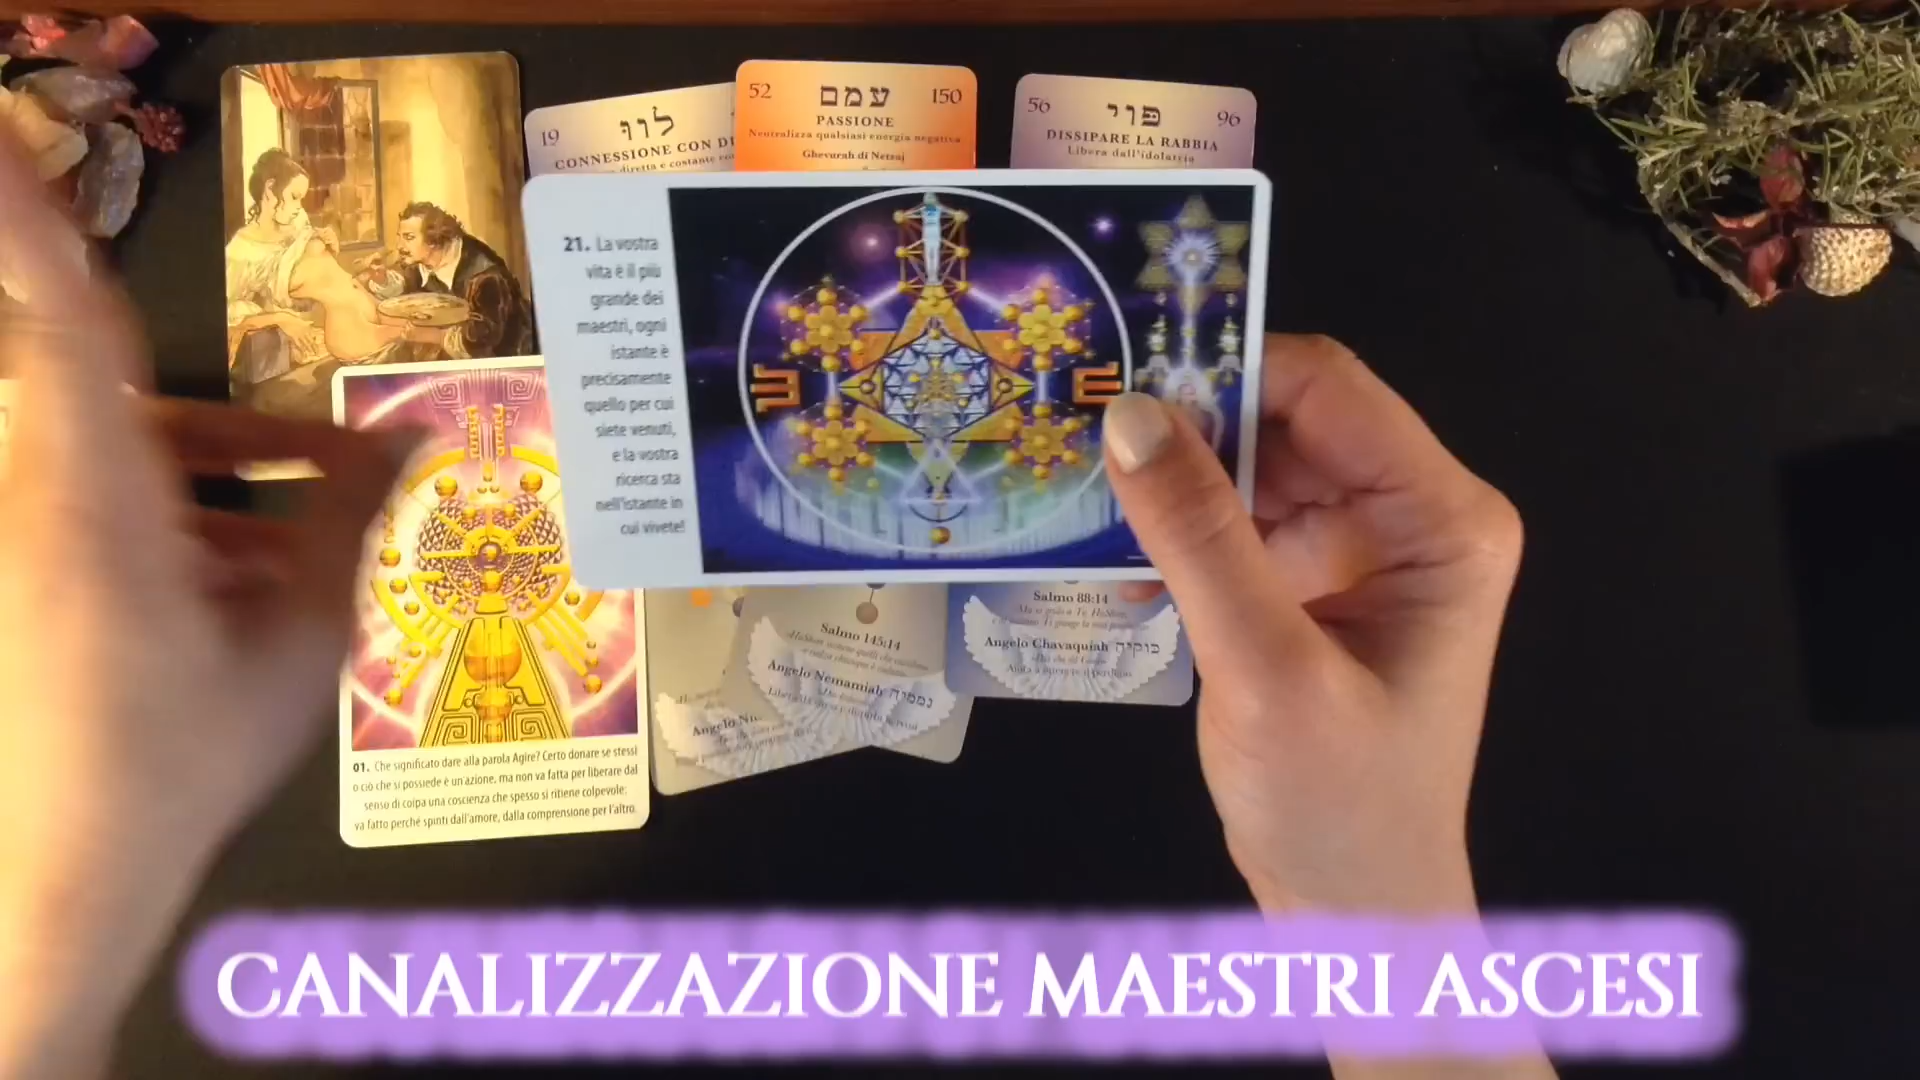 19 לוו
CONNESSIONE CON
diretta e costante
52 עמם 150
PASSIONE
Neutralizza qualsiasi energia negativa
Ghevurah di Netsaj
56 פוי 96
DISSIPARE LA RABBIA
Libera dall'idolatria
21. La vostra
vita è il più
grande dei
maestri, ogni
istante è
precisamente
quello per cui
siete venuti,
e la vostra
ricerca sta
nell'istante in
cui vivete!
01. Che significato dare alla parola Agire? Certo donare se stessi
o ciò che si possiede è un'azione, ma non va fatta per liberare dal
senso di colpa una coscienza che spesso si ritiene colpevole;
va fatto perché spinti dall'amore, dalla comprensione per l'altro.
Angelo
Salmo 145:14
Angelo Nemamiah נממיה
Salmo 88:14
Angelo Chavaquiah
CANALIZZAZIONE MAESTRI ASCESI